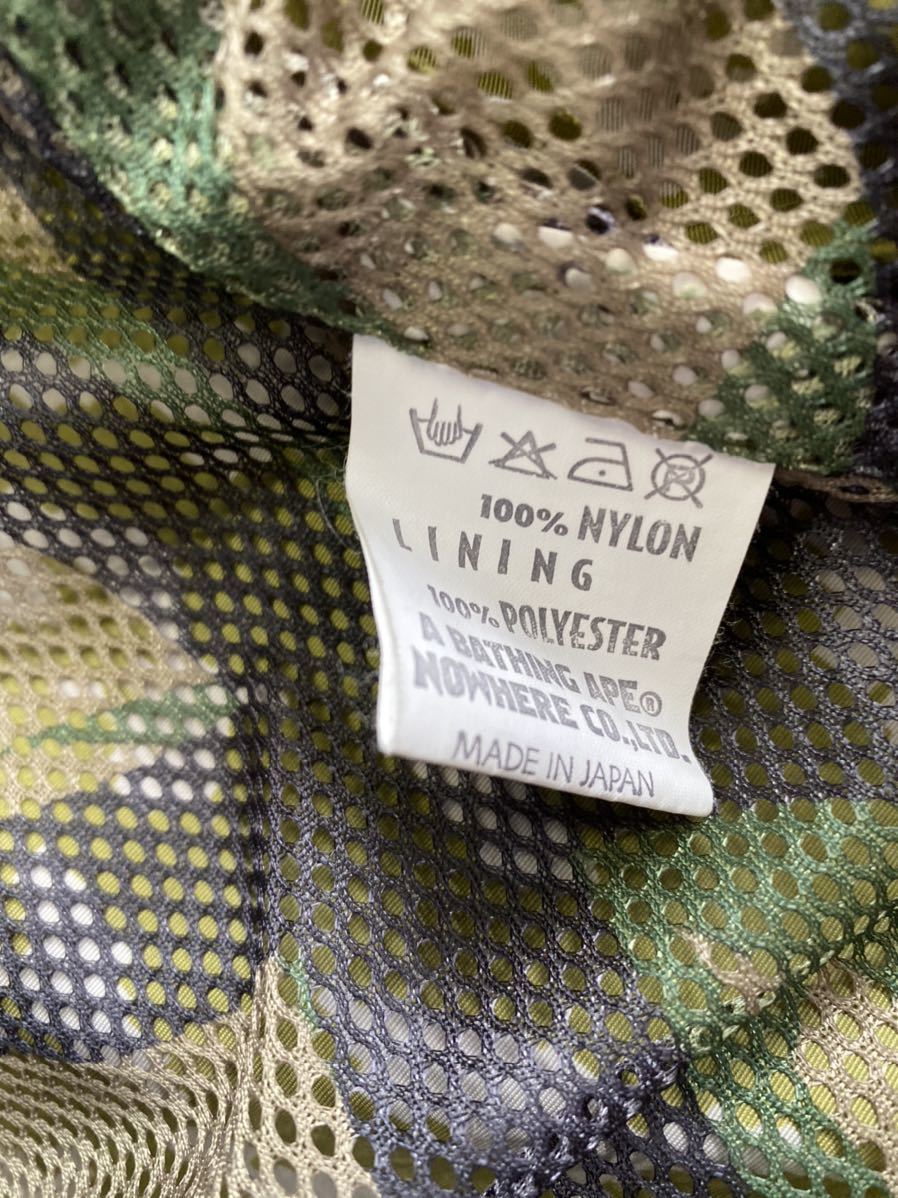 100% NYLON
LINING
100% POLYESTER
A BATHING APE®
NOWHERE CO.,LTD.
MADE IN JAPAN